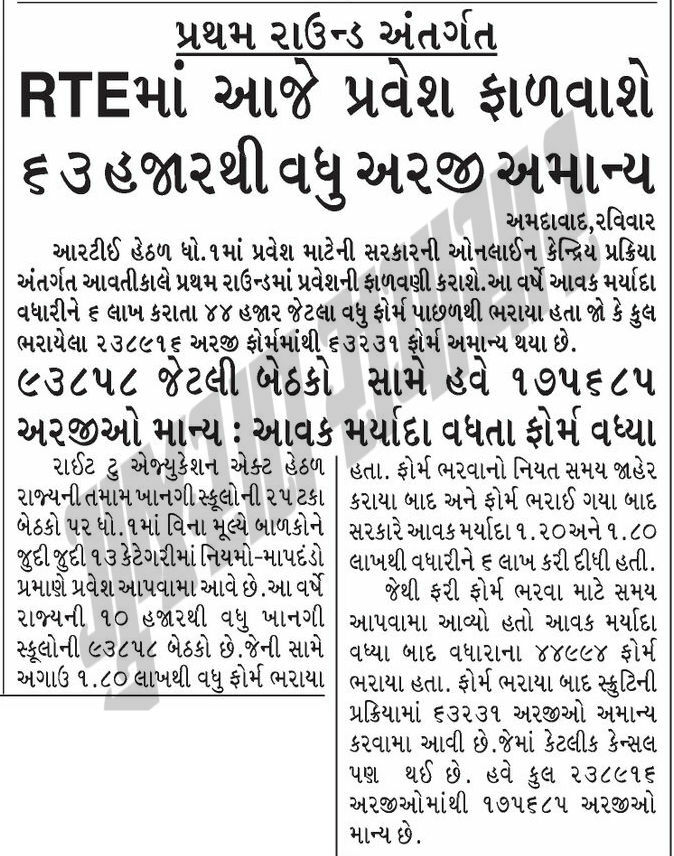 પ્રથમ રાઉન્ડ અંતર્ગત
RTEમાં આજે પ્રવેશ ફાળવાશે
૬૩હજારથી વધુ અરજી અમાન્ય
અમદાવાદ,રવિવાર
આરટીઈ હેઠળ ધો.૧માં પ્રવેશ માટેની સરકારની ઓનલાઈન કેન્દ્રિય પ્રક્રિયા
અંતર્ગત આવતીકાલે પ્રથમ રાઉન્ડમાં પ્રવેશની ફાળવણી કરાશે.આ વર્ષે આવક મર્યાદા
વધારીને ૬ લાખ કરાતા ૪૪ હજાર જેટલા વધુ ફોર્મ પાછળથી ભરાયા હતા જો કે કુલ
ભરાયેલા ૨૩૮૯૧૬ અરજી ફોર્મમાંથી ૬૩૨૩૧ ફોર્મ અમાન્ય થયા છે.
૯૩૮૫૮ જેટલી બેઠકો સામે હવે ૧૭૫૬૮૫
અરજીઓ માન્ય : આવક મર્યાદા વધતા ફોર્મ વધ્યા
રાઈટ ટુ એજ્યુકેશન એક્ટ હેઠળ
રાજ્યની તમામ ખાનગી સ્કૂલોની ૨૫ ટકા
બેઠકો પર ધો.૧માં વિના મૂલ્યે બાળકોને
જુદી જુદી ૧૩ કેટેગરીમાં નિયમો-માપદંડો
પ્રમાણે પ્રવેશ આપવામા આવે છે.આ વર્ષે
રાજ્યની ૧૦ હજારથી વધુ ખાનગી
સ્કૂલોની ૯૩૮૫૮ બેઠકો છે.જેની સામે
અગાઉ ૧.૮૦ લાખથી વધુ ફોર્મ ભરાયા
હતા. ફોર્મ ભરવાનો નિયત સમય જાહેર
કરાયા બાદ અને ફોર્મ ભરાઈ ગયા બાદ
સરકારે આવક મર્યાદા ૧.૨૦અને ૧.૮૦
લાખથી વધારીને ૬ લાખ કરી દીધી હતી.
જેથી ફરી ફોર્મ ભરવા માટે સમય
આપવામા આવ્યો હતો આવક મર્યાદા
વધ્યા બાદ વધારાના ૪૪૯૯૪ ફોર્મ
ભરાયા હતા. ફોર્મ ભરાયા બાદ સ્ક્રુટિની
પ્રક્રિયામાં ૬૩૨૩૧ અરજીઓ અમાન્ય
કરવામા આવી છે.જેમાં કેટલીક કેન્સલ
પણ થઈ છે. હવે કુલ ૨૩૮૯૧૬
અરજીઓમાંથી ૧૭૫૬૮૫ અરજીઓ
માન્ય છે.
ગુજરાત સમાચાર